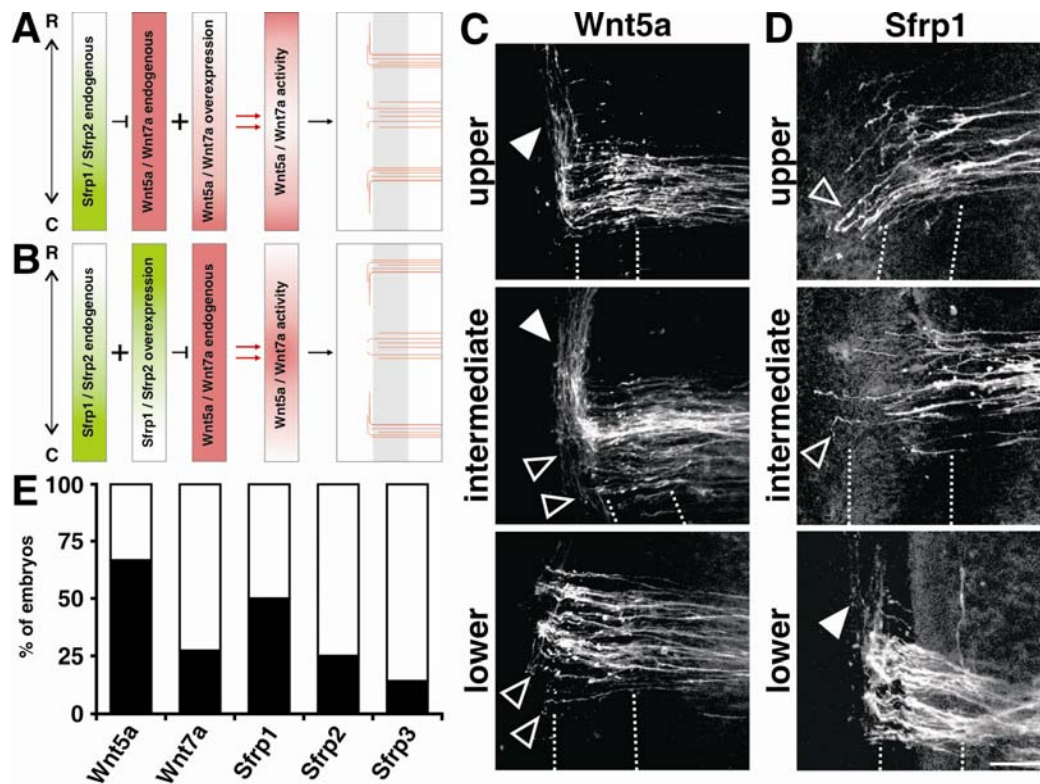 A
R
C
Sfrp1 / Sfrp2 endogenous
Wnt5a / Wnt7a endogenous
+
Wnt5a / Wnt7a overexpression
Wnt5a / Wnt7a activity
B
R
C
Sfrp1 / Sfrp2 endogenous
+
Sfrp1 / Sfrp2 overexpression
Wnt5a / Wnt7a endogenous
Wnt5a / Wnt7a activity
E
% of embryos
100
75
50
25
0
Wnt5a
Wnt7a
Sfrp1
Sfrp2
Sfrp3
C
Wnt5a
upper
intermediate
lower
D
Sfrp1
upper
intermediate
lower